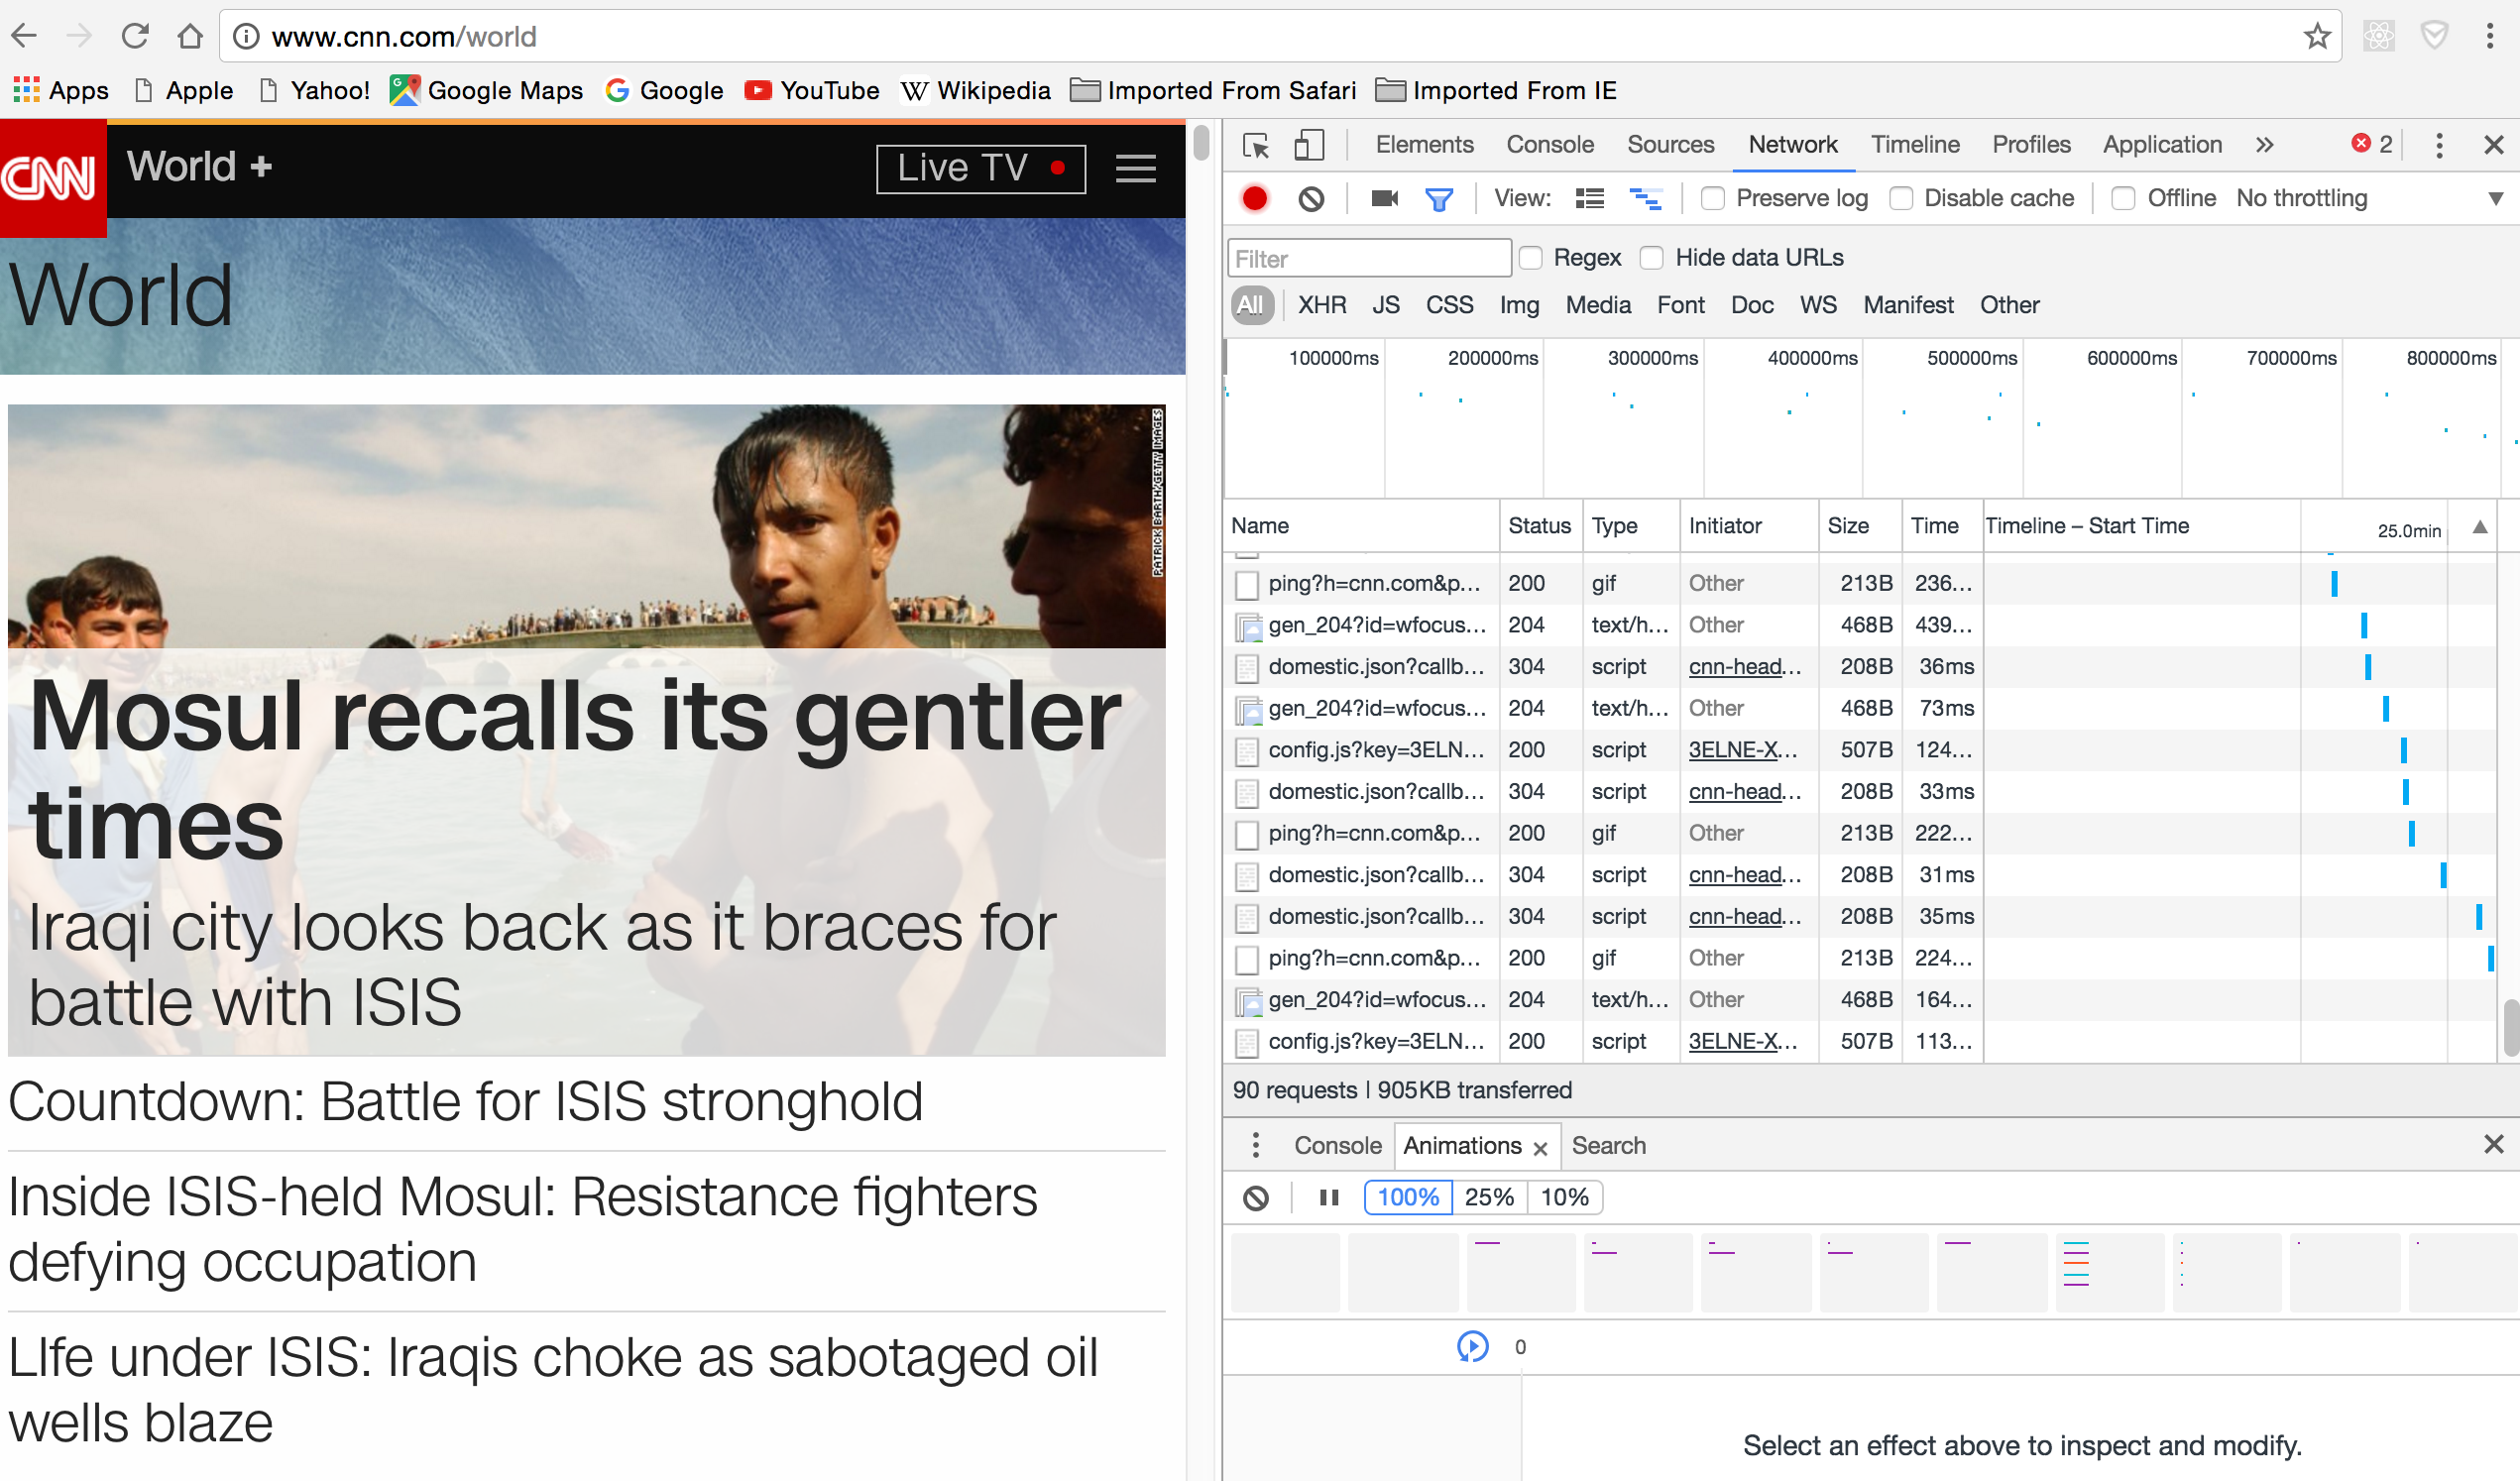 www.cnn.com/world
Apps Apple Yahoo! Google Maps Google YouTube Wikipedia Imported From Safari Imported From IE
CNN World + Live TV
World
PATRICK BARTH/GETTY IMAGES
Mosul recalls its gentler
times
Iraqi city looks back as it braces for
battle with ISIS
Countdown: Battle for ISIS stronghold
Inside ISIS-held Mosul: Resistance fighters
defying occupation
LIfe under ISIS: Iraqis choke as sabotaged oil
wells blaze
Elements Console Sources Network Timeline Profiles Application » 2
View: Preserve log Disable cache Offline No throttling
Filter Regex Hide data URLs
All XHR JS CSS Img Media Font Doc WS Manifest Other
100000ms 200000ms 300000ms 400000ms 500000ms 600000ms 700000ms 800000ms
Name Status Type Initiator Size Time Timeline – Start Time 25.0min
ping?h=cnn.com&p... 200 gif Other 213B 236...
gen_204?id=wfocus... 204 text/h... Other 468B 439...
domestic.json?callb... 304 script cnn-head... 208B 36ms
gen_204?id=wfocus... 204 text/h... Other 468B 73ms
config.js?key=3ELN... 200 script 3ELNE-X... 507B 124...
domestic.json?callb... 304 script cnn-head... 208B 33ms
ping?h=cnn.com&p... 200 gif Other 213B 222...
domestic.json?callb... 304 script cnn-head... 208B 31ms
domestic.json?callb... 304 script cnn-head... 208B 35ms
ping?h=cnn.com&p... 200 gif Other 213B 224...
gen_204?id=wfocus... 204 text/h... Other 468B 164...
config.js?key=3ELN... 200 script 3ELNE-X... 507B 113...
90 requests | 905KB transferred
Console Animations × Search
100% 25% 10%
0
Select an effect above to inspect and modify.